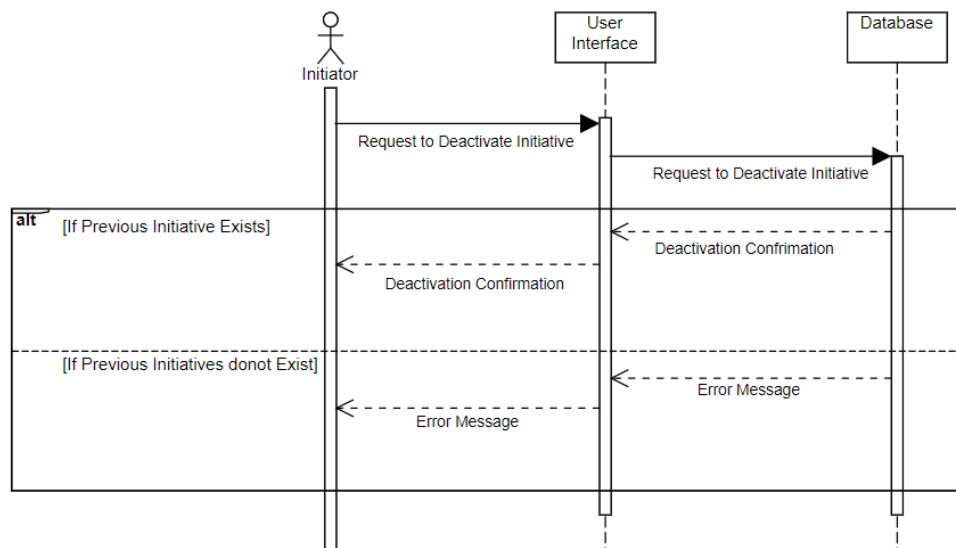 User
Interface
Database
Initiator
Request to Deactivate Initiative
Request to Deactivate Initiative
alt
[If Previous Initiative Exists]
Deactivation Confrimation
Deactivation Confirmation
[If Previous Initiatives donot Exist]
Error Message
Error Message